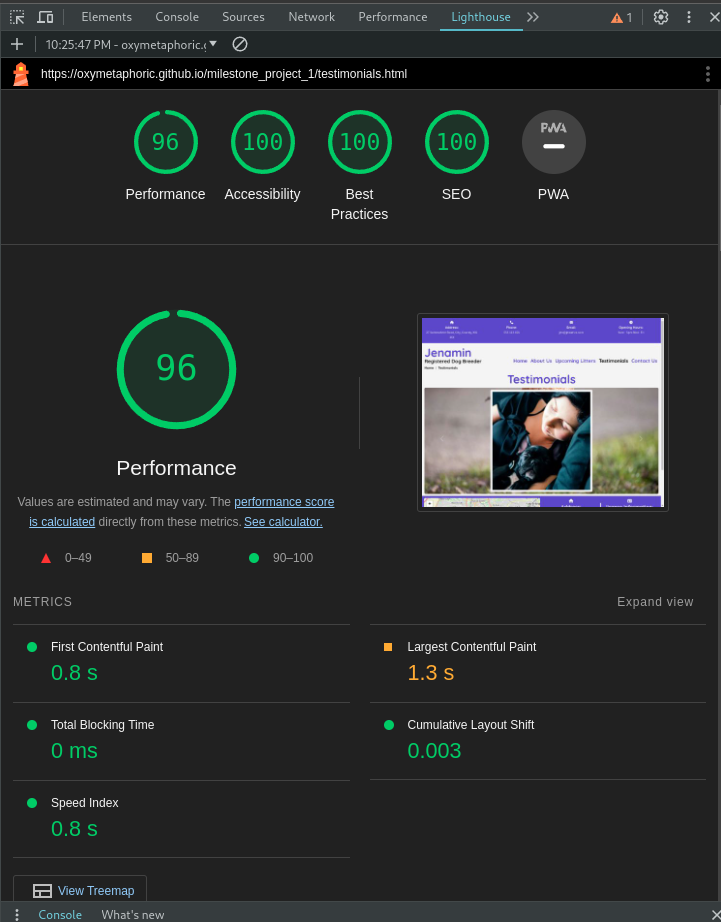 Elements Console Sources Network Performance Lighthouse 1
10:25:47 PM - oxymetaphoric.g
https://oxymetaphoric.github.io/milestone_project_1/testimonials.html
96 100 100 100 PWA
Performance Accessibility Best Practices SEO PWA
96
Performance
Values are estimated and may vary. The performance score
is calculated directly from these metrics. See calculator.
0–49 50–89 90–100
Address Phone Email Opening Hours
Jenamin
Registered Dog Breeder
Home About Us Upcoming Litters Testimonials Contact Us
Testimonials
METRICS Expand view
First Contentful Paint
0.8 s
Largest Contentful Paint
1.3 s
Total Blocking Time
0 ms
Cumulative Layout Shift
0.003
Speed Index
0.8 s
View Treemap
Console What's new